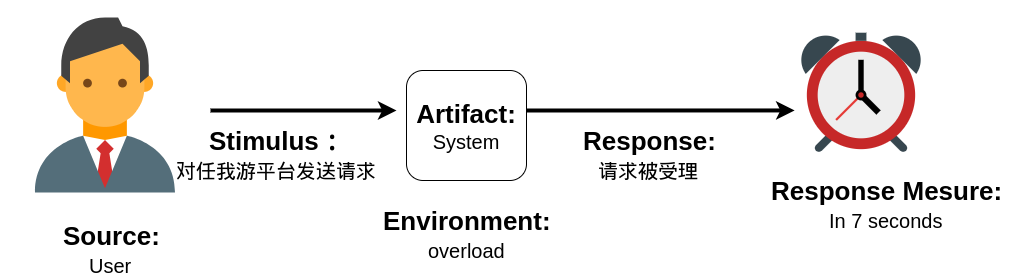 Source:
User
Stimulus：
对任我游平台发送请求
Artifact:
System
Environment:
overload
Response:
请求被受理
Response Mesure:
In 7 seconds